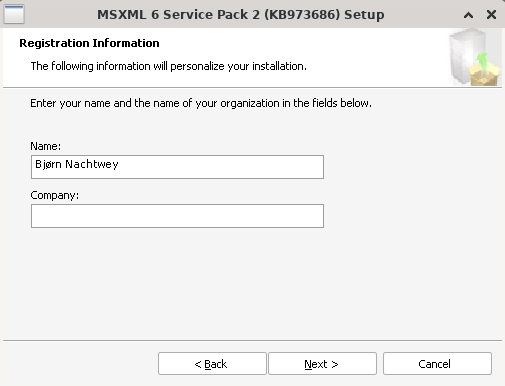 MSXML 6 Service Pack 2 (KB973686) Setup
Registration Information
The following information will personalize your installation.
Enter your name and the name of your organization in the fields below.
Name:
Bjørn Nachtwey
Company:
< Back
Next >
Cancel